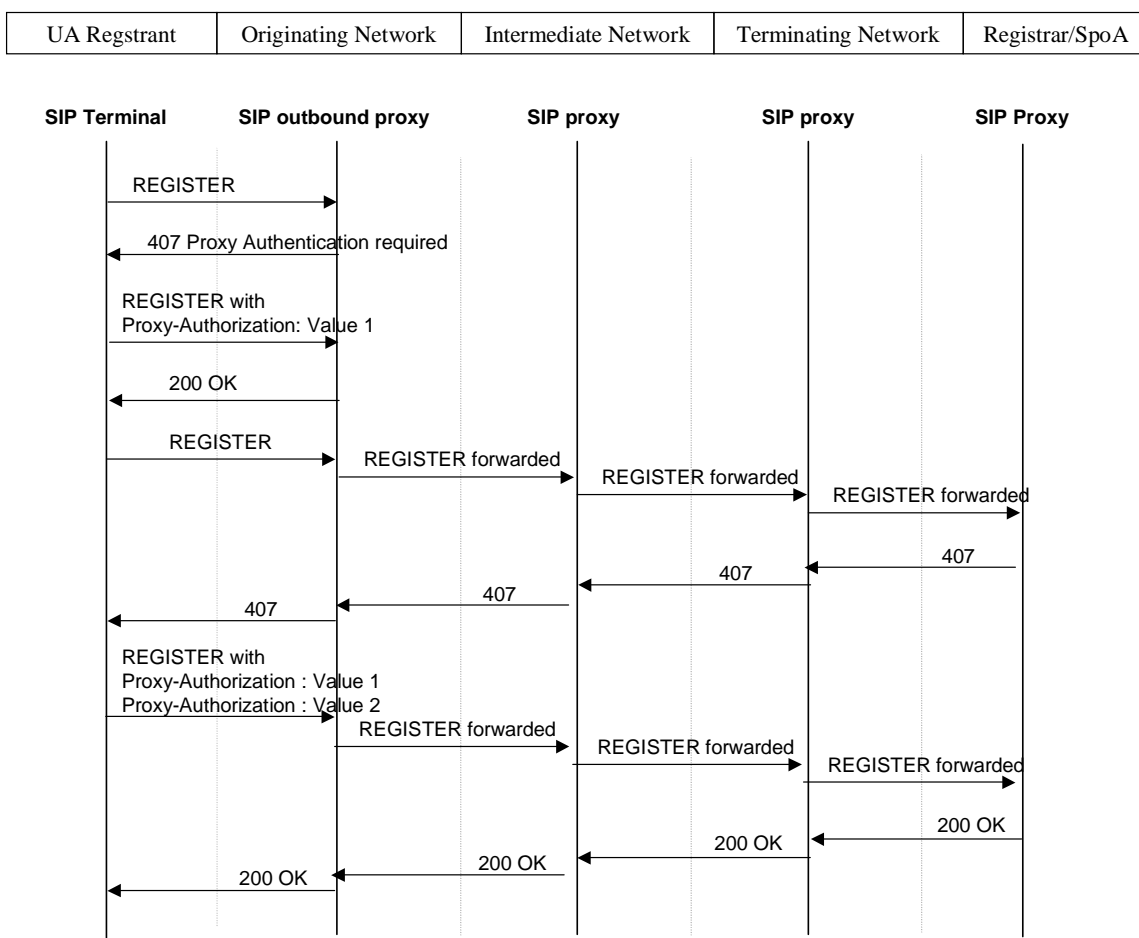 UA Regstrant
Originating Network
Intermediate Network
Terminating Network
Registrar/SpoA
SIP Terminal
SIP outbound proxy
SIP proxy
SIP proxy
SIP Proxy
REGISTER
407 Proxy Authentication required
REGISTER with
Proxy-Authorization: Value 1
200 OK
REGISTER
REGISTER forwarded
REGISTER forwarded
REGISTER forwarded
407
407
407
407
REGISTER with
Proxy-Authorization : Value 1
Proxy-Authorization : Value 2
REGISTER forwarded
REGISTER forwarded
REGISTER forwarded
200 OK
200 OK
200 OK
200 OK